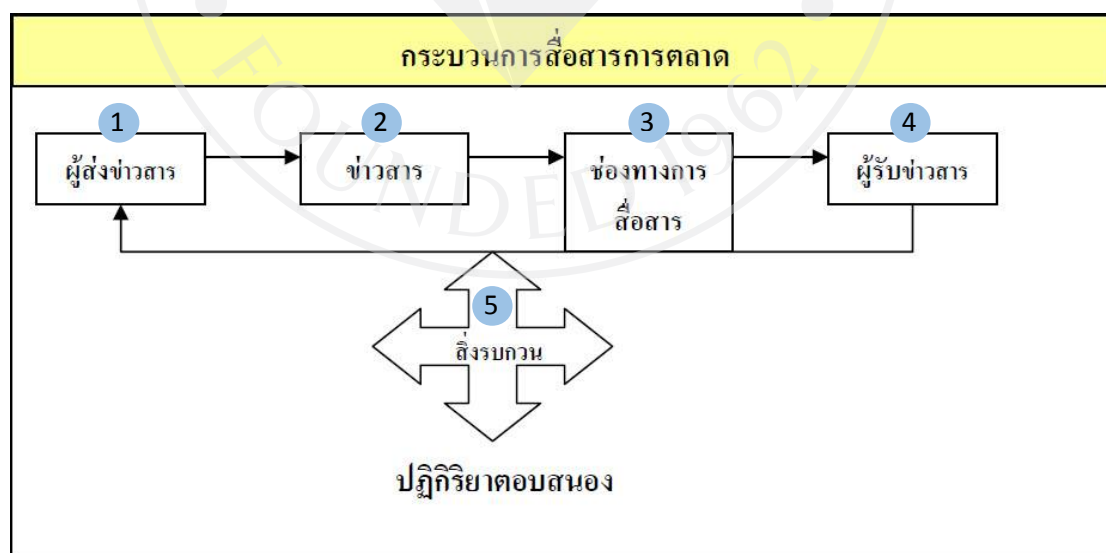 กระบวนการสื่อสารการตลาด
1
2
3
4
ผู้ส่งข่าวสาร
ข่าวสาร
ช่องทางการ
สื่อสาร
ผู้รับข่าวสาร
5
สิ่งรบกวน
ปฏิกิริยาตอบสนอง
FOUNDED 1962